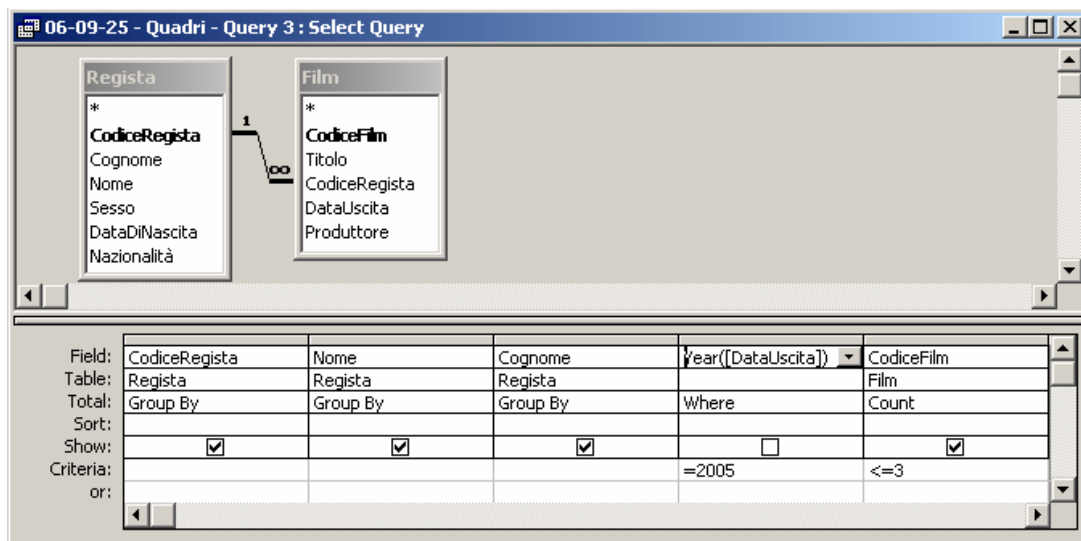 06-09-25 - Quadri - Query 3 : Select Query
Regista Film
* *
CodiceRegista 1 CodiceFilm
Cognome ∞ Titolo
Nome CodiceRegista
Sesso DataUscita
DataDiNascita Produttore
Nazionalità
Field: CodiceRegista Nome Cognome Year([DataUscita]) CodiceFilm
Table: Regista Regista Regista Film
Total: Group By Group By Group By Where Count
Sort:
Show:
Criteria: =2005 <=3
or: